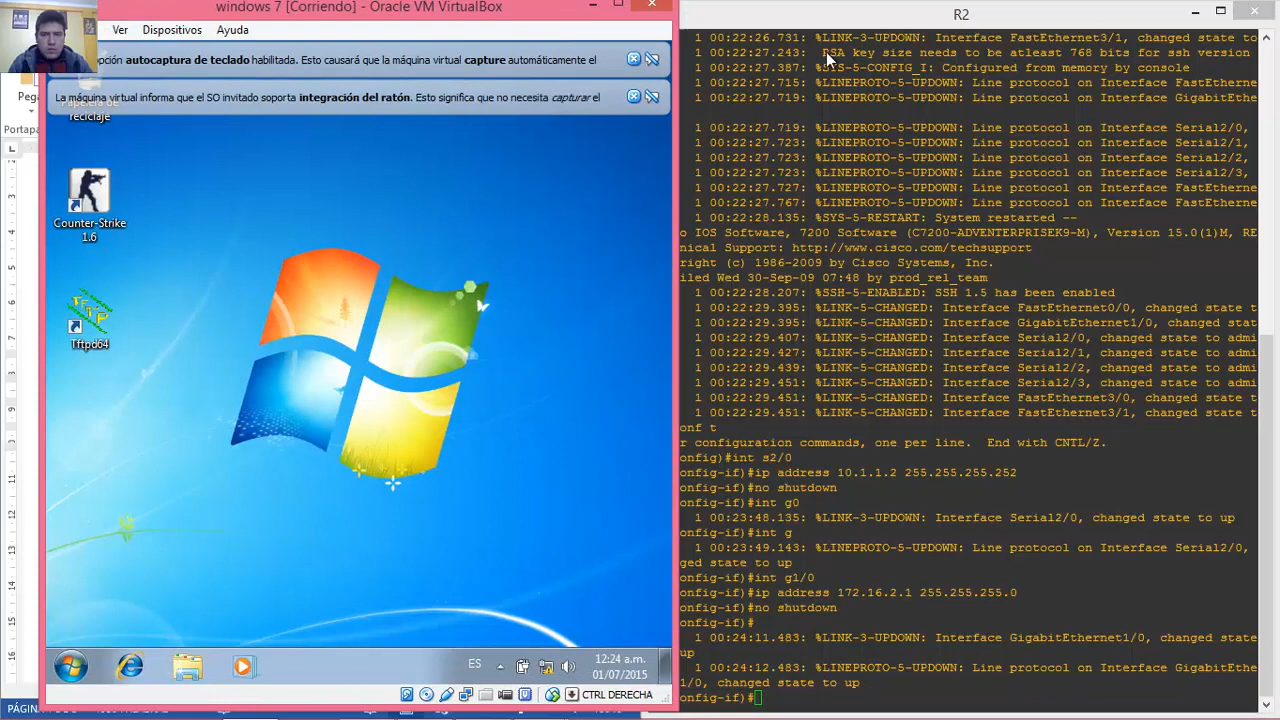 windows 7 [Corriendo] - Oracle VM VirtualBox
Ver Dispositivos Ayuda
opción autocaptura de teclado habilitada. Esto causará que la máquina virtual capture automáticamente el
La máquina virtual informa que el SO invitado soporta integración del ratón. Esto significa que no necesita capturar el
Papelera de
reciclaje
Portapa
Counter-Strike
1.6
Tftpd64
ES
12:24 a.m.
01/07/2015
CTRL DERECHA
R2
1 00:22:26.731: %LINK-3-UPDOWN: Interface FastEthernet3/1, changed state to
1 00:22:27.243: RSA key size needs to be atleast 768 bits for ssh version
1 00:22:27.387: %SYS-5-CONFIG_I: Configured from memory by console
1 00:22:27.715: %LINEPROTO-5-UPDOWN: Line protocol on Interface FastEthern
1 00:22:27.719: %LINEPROTO-5-UPDOWN: Line protocol on Interface GigabitEthe
1 00:22:27.719: %LINEPROTO-5-UPDOWN: Line protocol on Interface Serial2/0,
1 00:22:27.723: %LINEPROTO-5-UPDOWN: Line protocol on Interface Serial2/1,
1 00:22:27.723: %LINEPROTO-5-UPDOWN: Line protocol on Interface Serial2/2,
1 00:22:27.723: %LINEPROTO-5-UPDOWN: Line protocol on Interface Serial2/3,
1 00:22:27.727: %LINEPROTO-5-UPDOWN: Line protocol on Interface FastEtherne
1 00:22:27.767: %LINEPROTO-5-UPDOWN: Line protocol on Interface FastEtherne
1 00:22:28.135: %SYS-5-RESTART: System restarted --
o IOS Software, 7200 Software (C7200-ADVENTERPRISEK9-M), Version 15.0(1)M, RE
nical Support: http://www.cisco.com/techsupport
right (c) 1986-2009 by Cisco Systems, Inc.
iled Wed 30-Sep-09 07:48 by prod_rel_team
1 00:22:28.207: %SSH-5-ENABLED: SSH 1.5 has been enabled
1 00:22:29.395: %LINK-5-CHANGED: Interface FastEthernet0/0, changed state t
1 00:22:29.395: %LINK-5-CHANGED: Interface GigabitEthernet1/0, changed stat
1 00:22:29.407: %LINK-5-CHANGED: Interface Serial2/0, changed state to admi
1 00:22:29.427: %LINK-5-CHANGED: Interface Serial2/1, changed state to admi
1 00:22:29.439: %LINK-5-CHANGED: Interface Serial2/2, changed state to admi
1 00:22:29.451: %LINK-5-CHANGED: Interface Serial2/3, changed state to admi
1 00:22:29.451: %LINK-5-CHANGED: Interface FastEthernet3/0, changed state t
1 00:22:29.451: %LINK-5-CHANGED: Interface FastEthernet3/1, changed state t
onf t
r configuration commands, one per line.  End with CNTL/Z.
onfig)#int s2/0
onfig-if)#ip address 10.1.1.2 255.255.255.252
onfig-if)#no shutdown
onfig-if)#int g0
1 00:23:48.135: %LINK-3-UPDOWN: Interface Serial2/0, changed state to up
onfig-if)#int g
1 00:23:49.143: %LINEPROTO-5-UPDOWN: Line protocol on Interface Serial2/0,
ged state to up
onfig-if)#int g1/0
onfig-if)#ip address 172.16.2.1 255.255.255.0
onfig-if)#no shutdown
onfig-if)#
1 00:24:11.483: %LINK-3-UPDOWN: Interface GigabitEthernet1/0, changed state
up
1 00:24:12.483: %LINEPROTO-5-UPDOWN: Line protocol on Interface GigabitEthe
1/0, changed state to up
onfig-if)#